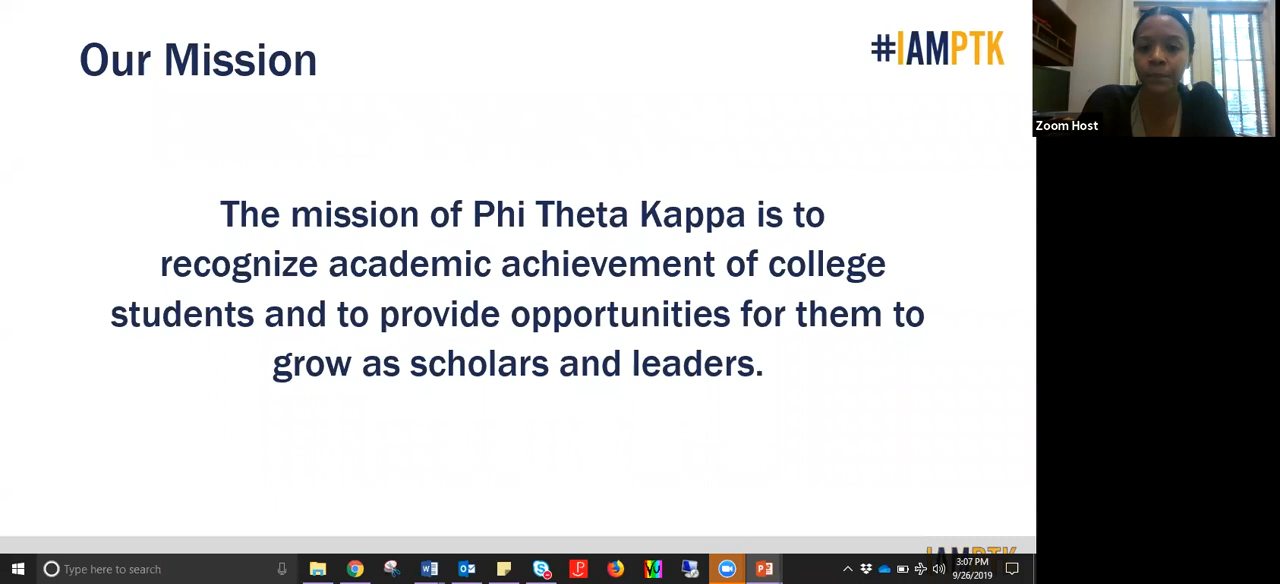 Our Mission
#IAMPTK
Zoom Host
The mission of Phi Theta Kappa is to
recognize academic achievement of college
students and to provide opportunities for them to
grow as scholars and leaders.
IAMPTK
Type here to search
3:07 PM
9/26/2019